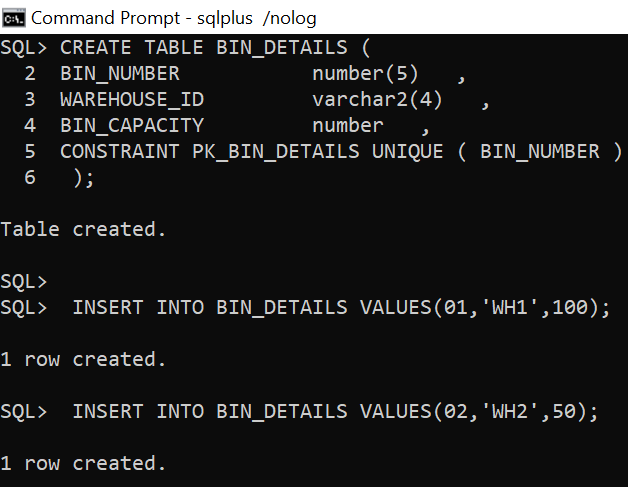 Command Prompt - sqlplus  /nolog
SQL> CREATE TABLE BIN_DETAILS (
  2  BIN_NUMBER           number(5)   ,
  3  WAREHOUSE_ID         varchar2(4)   ,
  4  BIN_CAPACITY         number   ,
  5  CONSTRAINT PK_BIN_DETAILS UNIQUE ( BIN_NUMBER )
  6   );
Table created.
SQL>
SQL>  INSERT INTO BIN_DETAILS VALUES(01,'WH1',100);
1 row created.
SQL>  INSERT INTO BIN_DETAILS VALUES(02,'WH2',50);
1 row created.